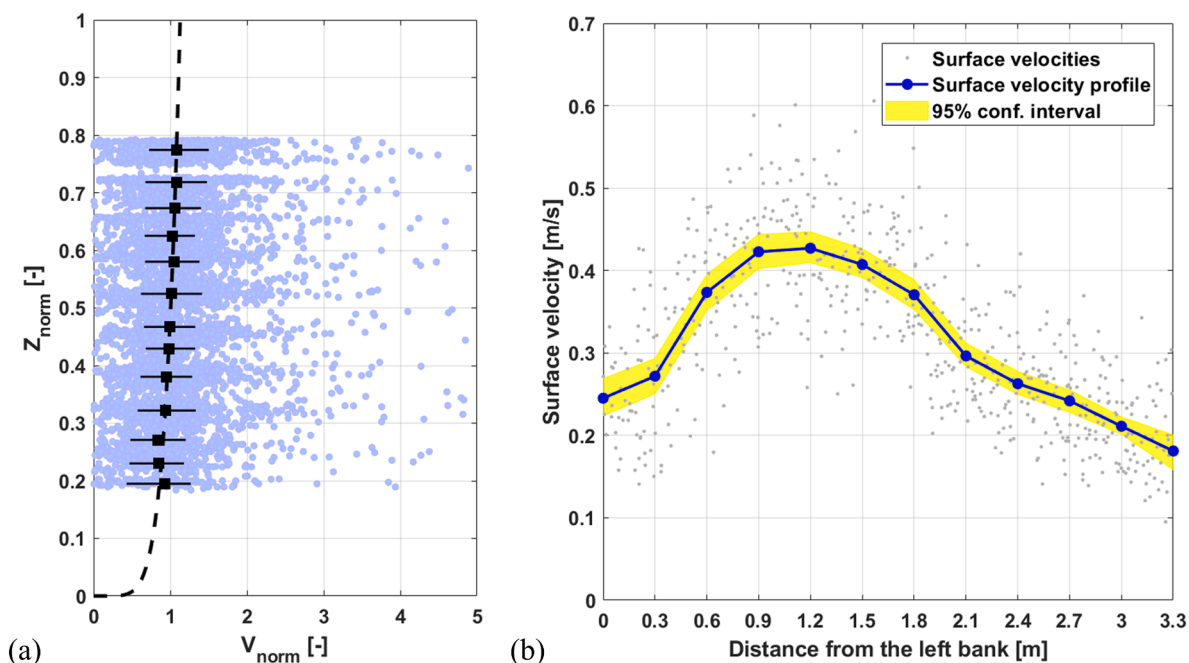 1
0.9
0.8
0.7
0.6
0.5
0.4
0.3
0.2
0.1
0
Znorm [-]
0 1 2 3 4 5
Vnorm [-]
(a)
0.7
0.6
0.5
0.4
0.3
0.2
0.1
0
Surface velocity [m/s]
Surface velocities
Surface velocity profile
95% conf. interval
0 0.3 0.6 0.9 1.2 1.5 1.8 2.1 2.4 2.7 3 3.3
Distance from the left bank [m]
(b)